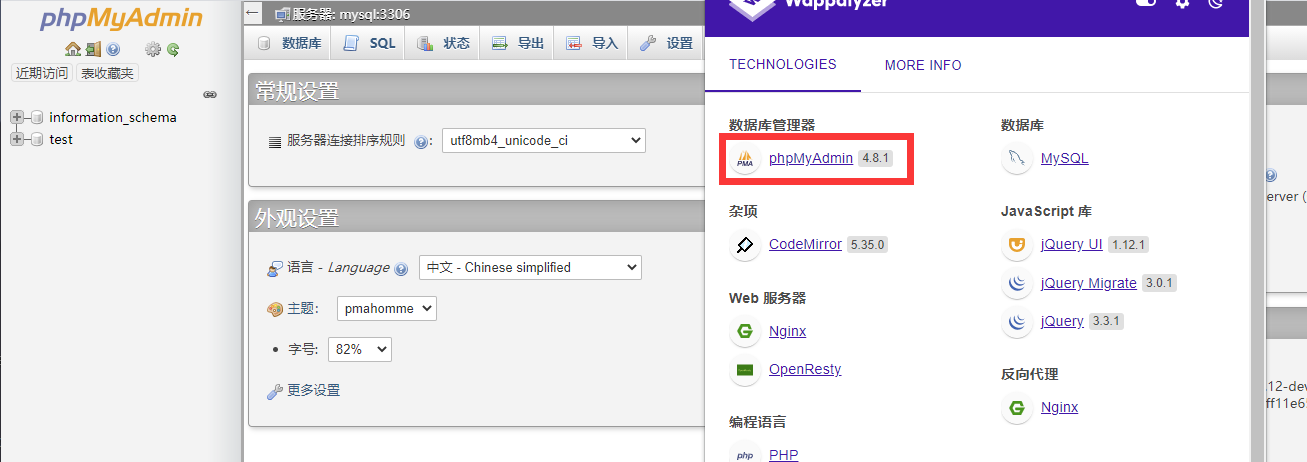 phpMyAdmin
近期访问 表收藏夹
information_schema
test
服务器: mysql:3306
数据库 SQL 状态 导出 导入 设置
常规设置
服务器连接排序规则 : utf8mb4_unicode_ci
外观设置
语言 - Language 中文 - Chinese simplified
主题: pmahomme
字号: 82%
更多设置
Wappalyzer
TECHNOLOGIES MORE INFO
数据库管理器
PMA phpMyAdmin 4.8.1
杂项
CodeMirror 5.35.0
Web 服务器
Nginx
OpenResty
编程语言
php PHP
数据库
MySQL
JavaScript 库
jQuery UI 1.12.1
jQuery Migrate 3.0.1
jQuery 3.3.1
反向代理
Nginx
erver (
12-dev
ff11e65